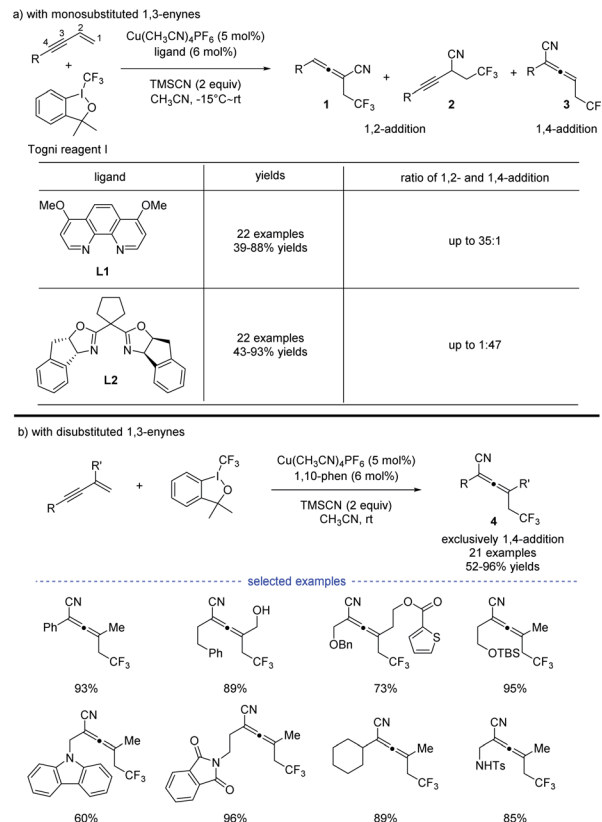 a) with monosubstituted 1,3-enynes
4 3 2 1
R
+
CF3
I
O
Togni reagent I
Cu(CH3CN)4PF6 (5 mol%)
ligand (6 mol%)
TMSCN (2 equiv)
CH3CN, -15°C~rt
R CN CF3
1
+
CN CF3 R
2
+
CN R CF
3
1,2-addition
1,4-addition
ligand yields ratio of 1,2- and 1,4-addition
MeO OMe
N N
L1
22 examples
39-88% yields
up to 35:1
O O
N N
L2
22 examples
43-93% yields
up to 1:47
b) with disubstituted 1,3-enynes
R'
R
+
CF3
I
O
Cu(CH3CN)4PF6 (5 mol%)
1,10-phen (6 mol%)
TMSCN (2 equiv)
CH3CN, rt
CN
R R'
CF3
4
exclusively 1,4-addition
21 examples
52-96% yields
selected examples
CN
Ph Me
CF3
93%
CN OH
Ph CF3
89%
CN O O
OBn CF3 S
73%
CN Me
OTBS CF3
95%
CN
N Me
CF3
60%
CN
O N Me
O CF3
96%
CN
Me
CF3
89%
CN
Me
NHTs CF3
85%